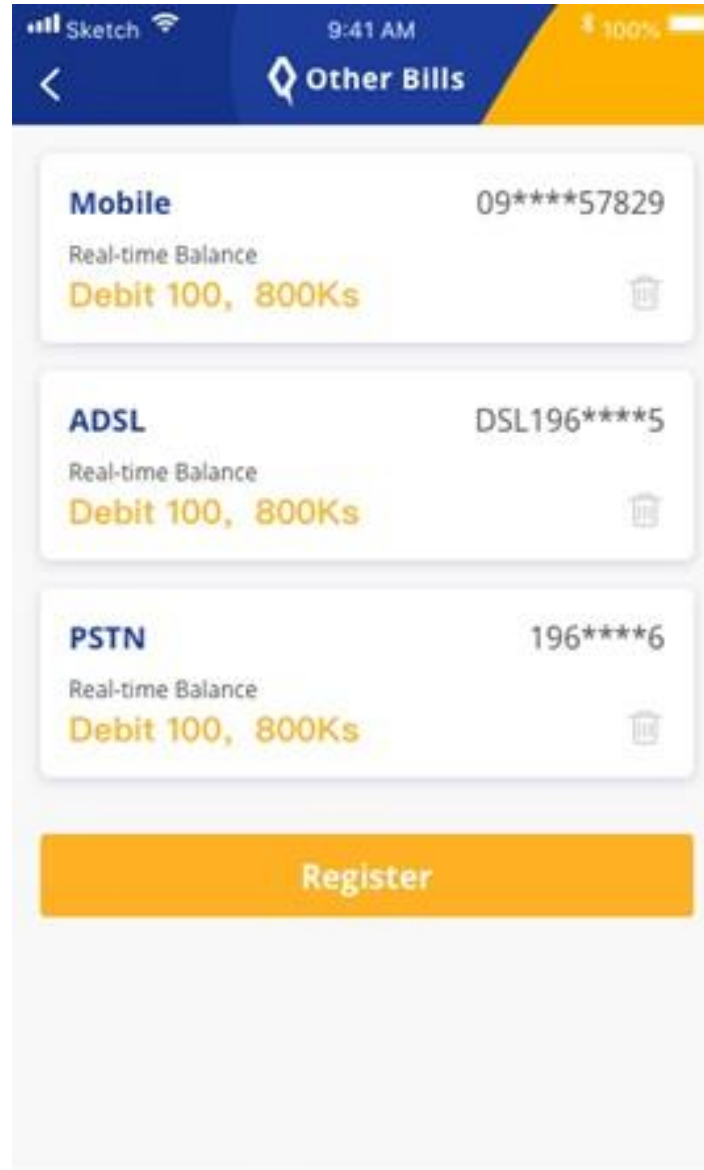 Sketch 9:41 AM 100%
Other Bills
Mobile 09****57829
Real-time Balance
Debit 100，800Ks
ADSL DSL196****5
Real-time Balance
Debit 100，800Ks
PSTN 196****6
Real-time Balance
Debit 100，800Ks
Register